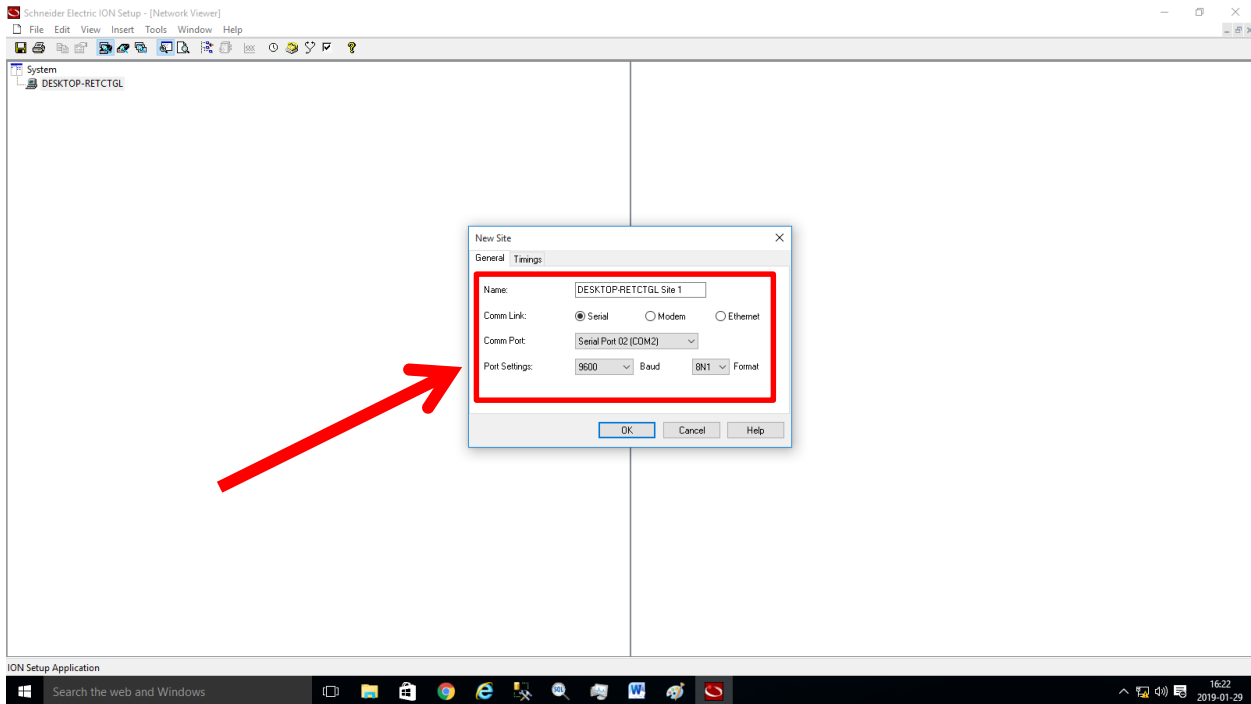 Schneider Electric ION Setup - [Network Viewer]
File Edit View Insert Tools Window Help
System
DESKTOP-RETCTGL
New Site
General Timings
Name: DESKTOP-RETCTGL Site 1
Comm Link: Serial Modem Ethernet
Comm Port: Serial Port 02 (COM2)
Port Settings: 9600 Baud 8N1 Format
OK Cancel Help
ION Setup Application
Search the web and Windows
16:22
2019-01-29